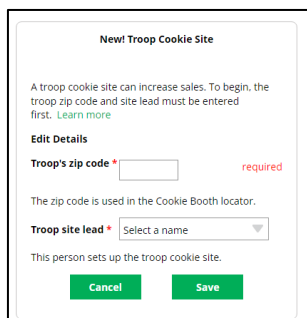 New! Troop Cookie Site
A troop cookie site can increase sales. To begin, the
troop zip code and site lead must be entered
first. Learn more
Edit Details
Troop's zip code * required
The zip code is used in the Cookie Booth locator.
Troop site lead * Select a name
This person sets up the troop cookie site.
Cancel Save